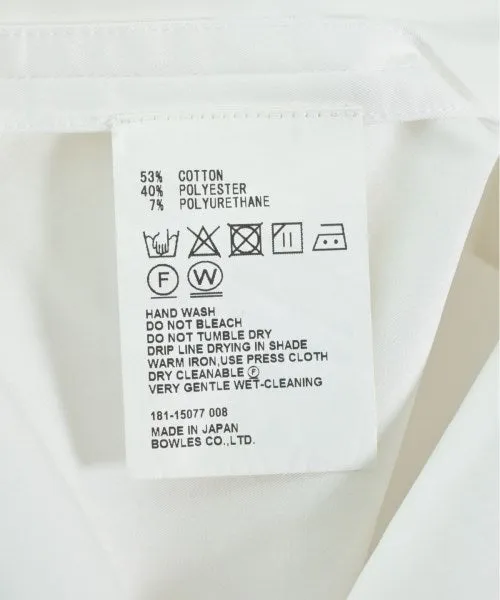 53% COTTON
40% POLYESTER
7% POLYURETHANE
F W
HAND WASH
DO NOT BLEACH
DO NOT TUMBLE DRY
DRIP LINE DRYING IN SHADE
WARM IRON,USE PRESS CLOTH
DRY CLEANABLE Ⓕ
VERY GENTLE WET-CLEANING
181-15077 008
MADE IN JAPAN
BOWLES CO.,LTD.